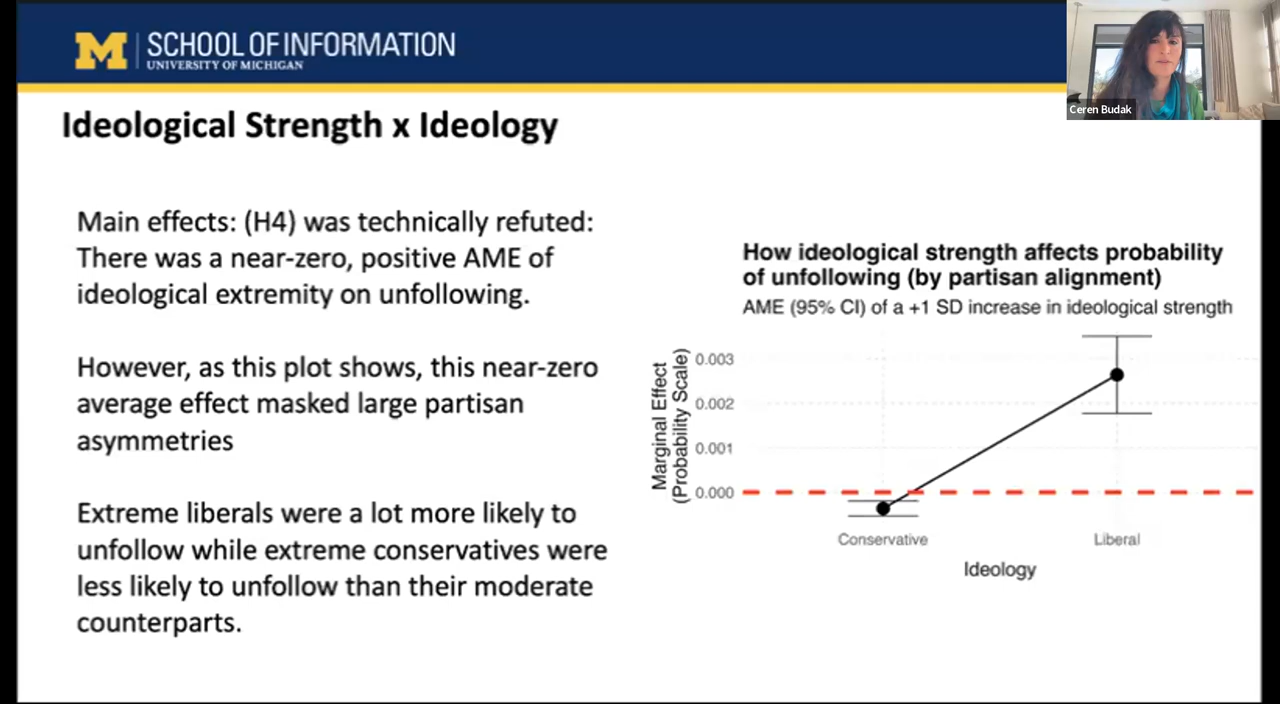 M SCHOOL OF INFORMATION
UNIVERSITY OF MICHIGAN
Ceren Budak
Ideological Strength x Ideology
Main effects: (H4) was technically refuted:
There was a near-zero, positive AME of
ideological extremity on unfollowing.
However, as this plot shows, this near-zero
average effect masked large partisan
asymmetries
Extreme liberals were a lot more likely to
unfollow while extreme conservatives were
less likely to unfollow than their moderate
counterparts.
How ideological strength affects probability
of unfollowing (by partisan alignment)
AME (95% CI) of a +1 SD increase in ideological strength
Marginal Effect
(Probability Scale)
0.003
0.002
0.001
0.000
Conservative
Liberal
Ideology